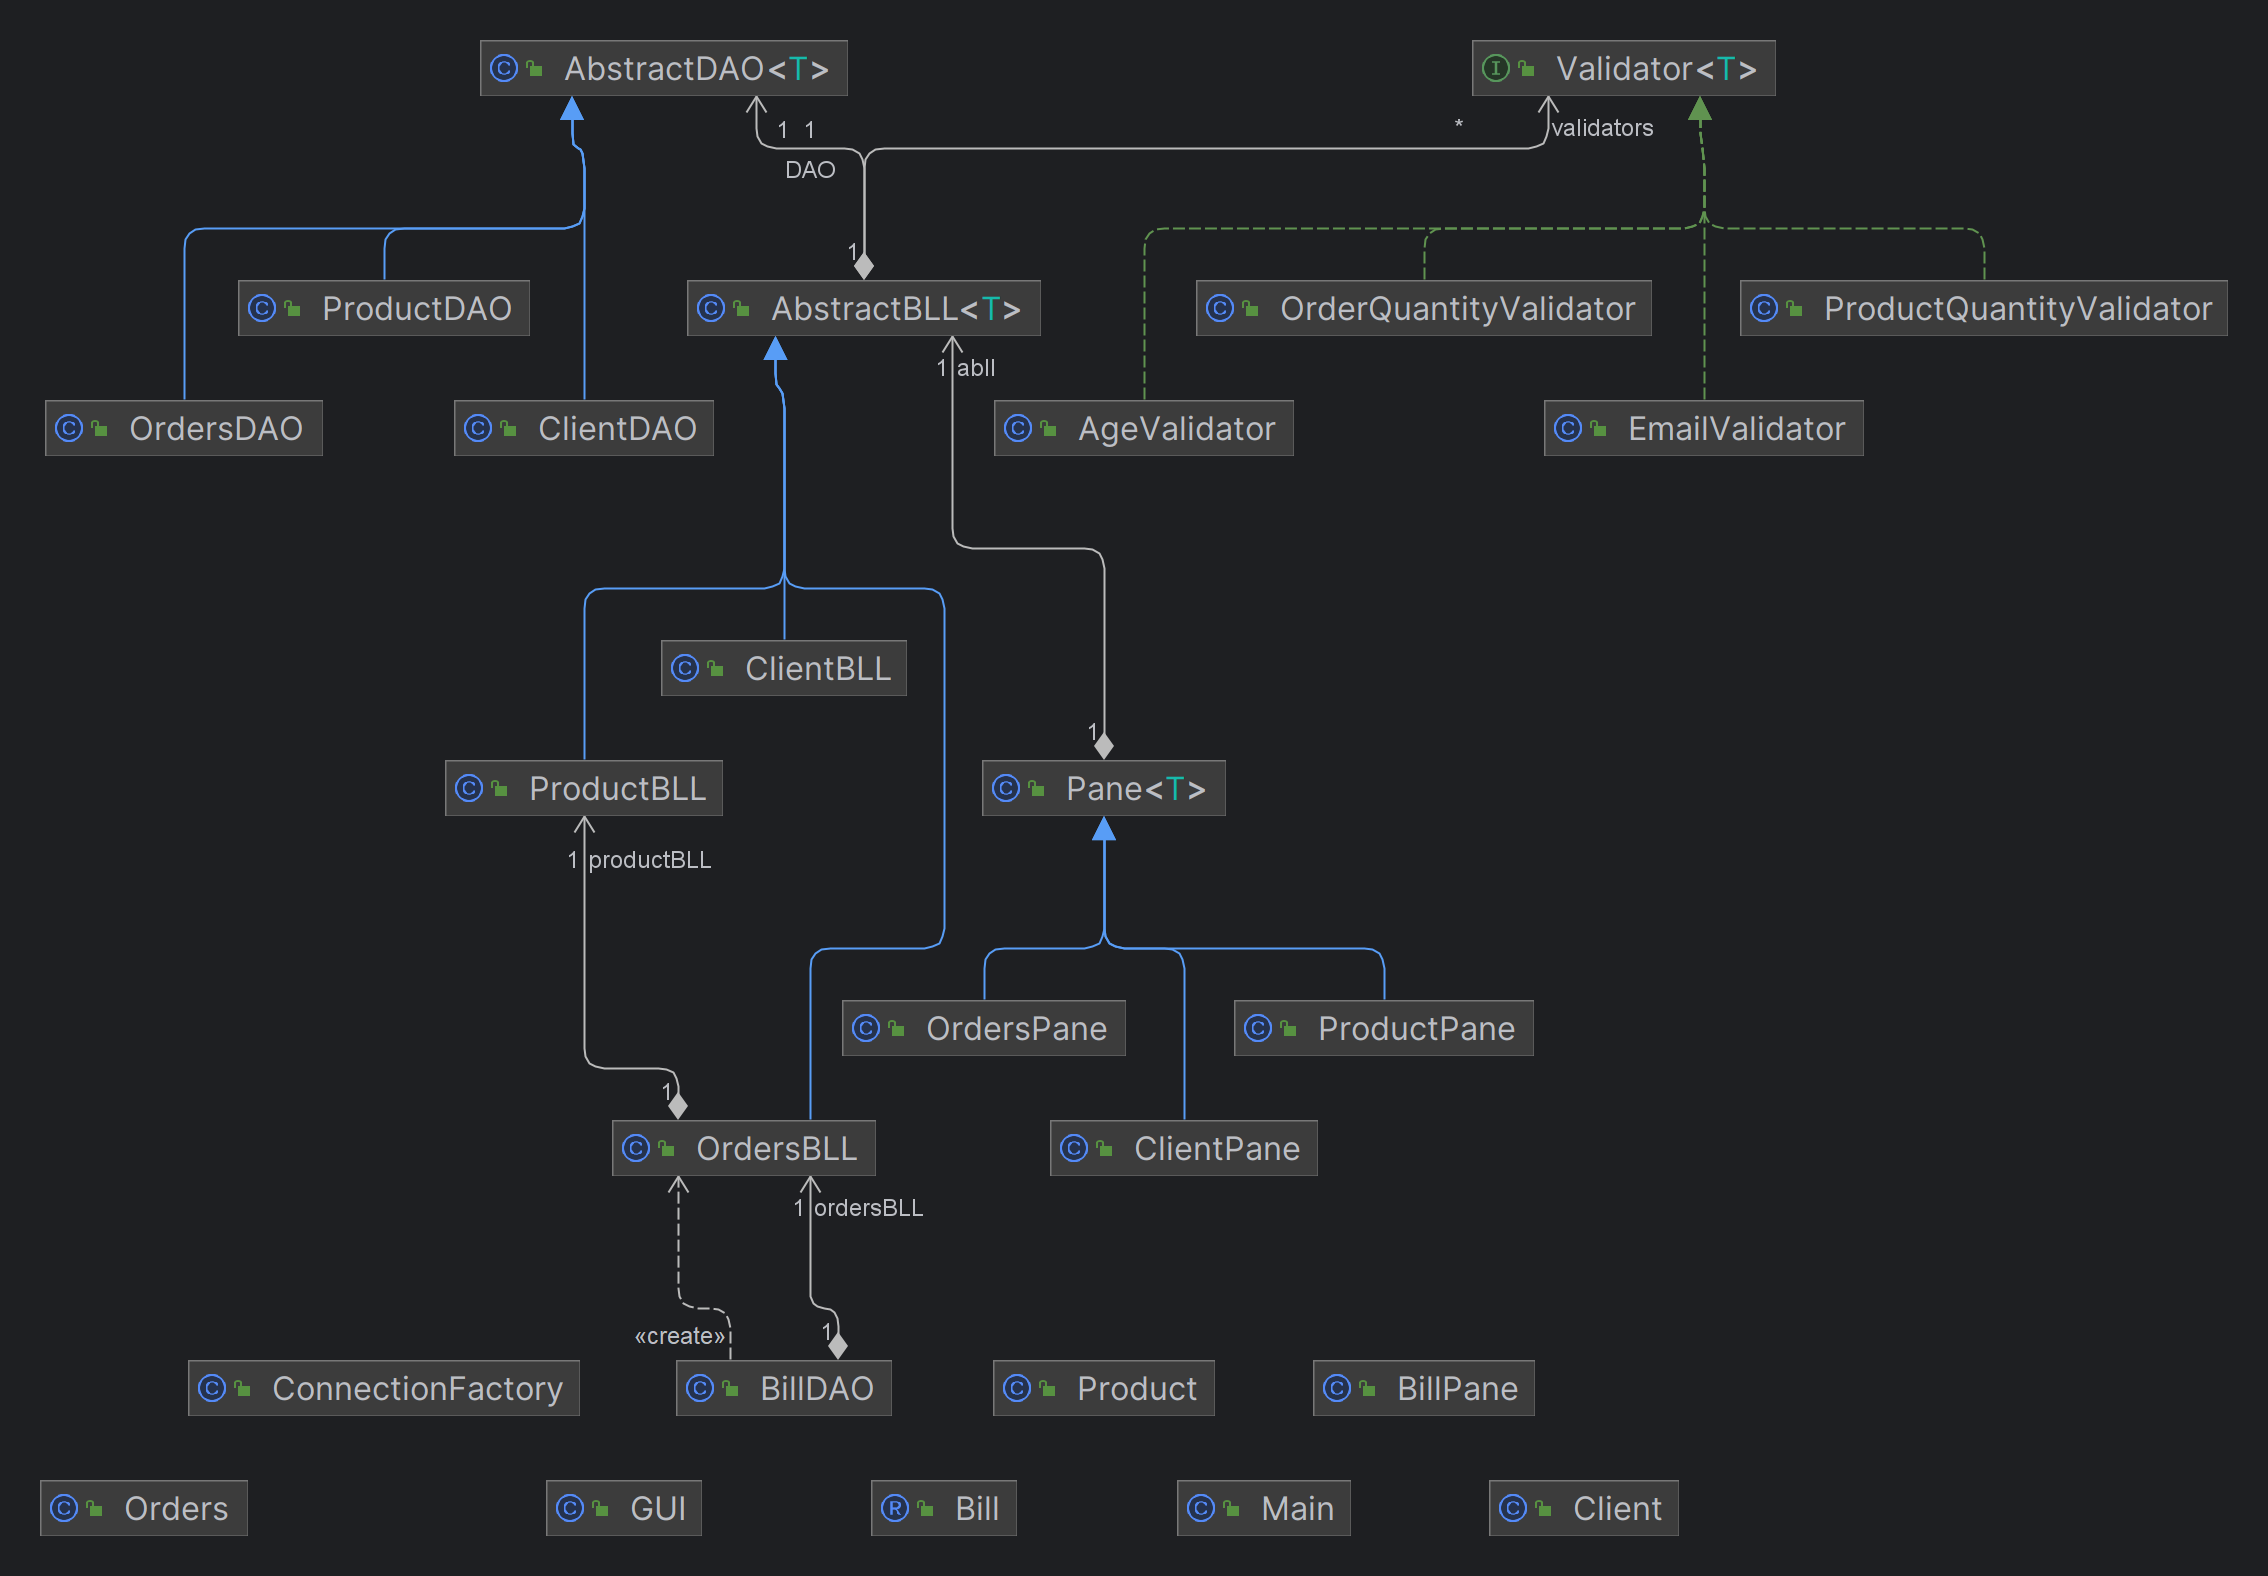 AbstractDAO<T>
Validator<T>
1 1
DAO
*
validators
1
ProductDAO
AbstractBLL<T>
OrderQuantityValidator
ProductQuantityValidator
1 abll
OrdersDAO
ClientDAO
AgeValidator
EmailValidator
ClientBLL
1
ProductBLL
Pane<T>
1 productBLL
OrdersPane
ProductPane
1
OrdersBLL
ClientPane
1 ordersBLL
«create»
1
ConnectionFactory
BillDAO
Product
BillPane
Orders
GUI
Bill
Main
Client